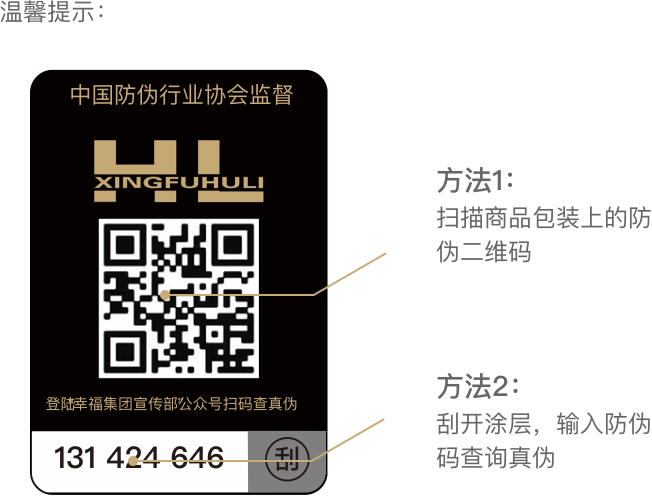 温馨提示：
中国防伪行业协会监督
HL
XINGFUHULI
登陆幸福集团宣传部公众号扫码查真伪
131 424 646
刮
方法1：
扫描商品包装上的防
伪二维码
方法2：
刮开涂层，输入防伪
码查询真伪